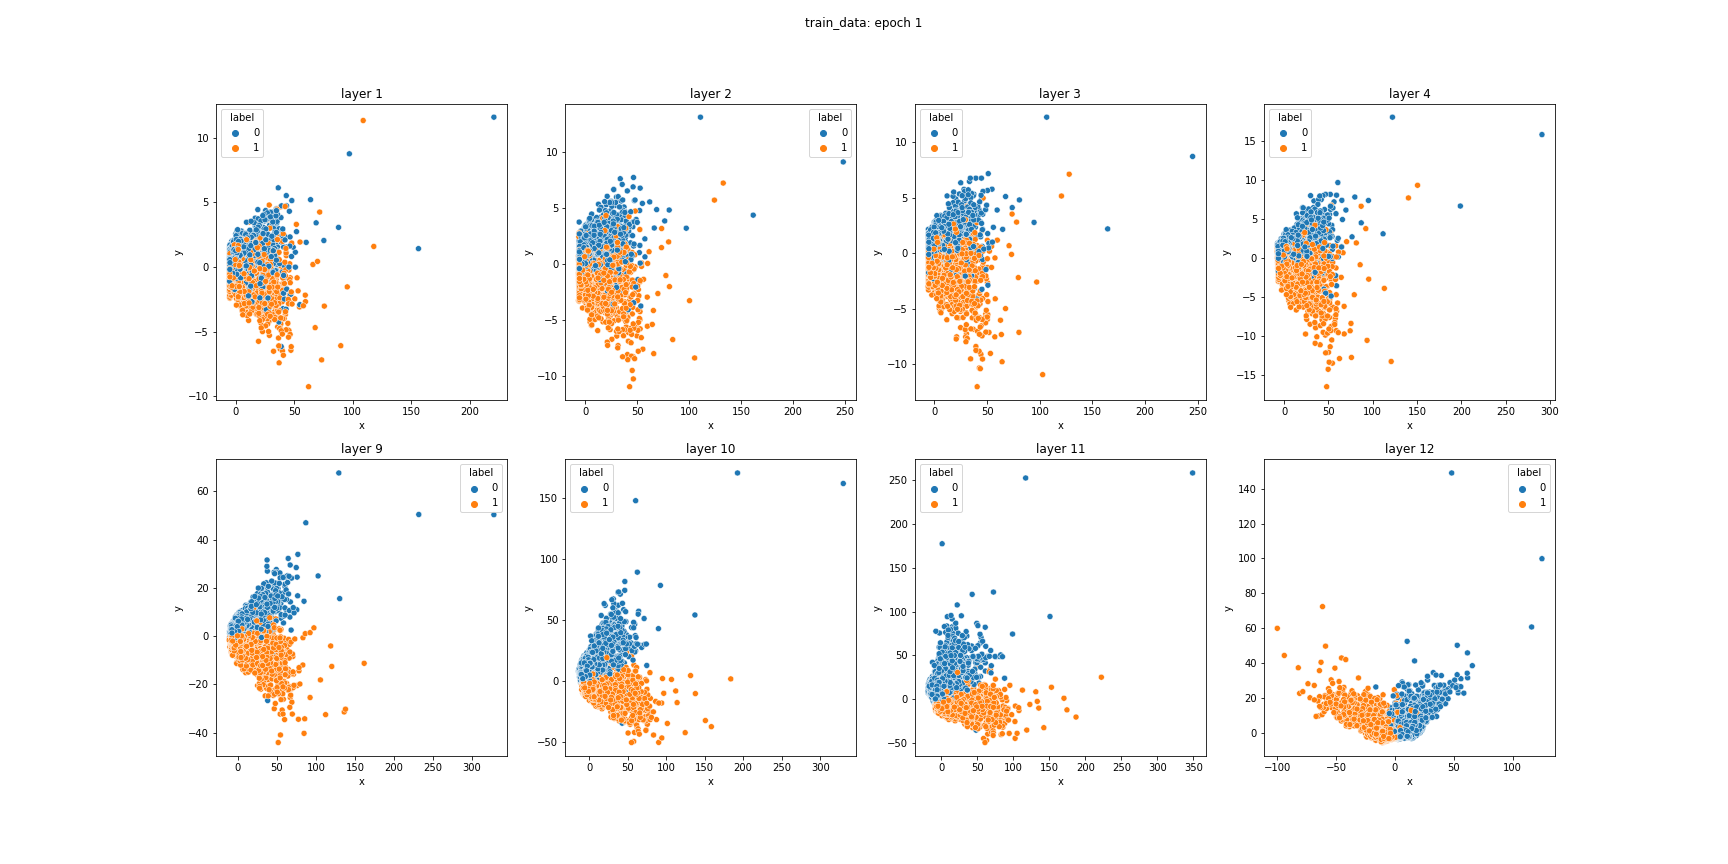 train_data: epoch 1
layer 1
label
0
1
10
5
0
−5
−10
y
0 50 100 150 200
x
layer 2
label
0
1
10
5
0
−5
−10
y
0 50 100 150 200 250
x
layer 3
label
0
1
10
5
0
−5
−10
y
0 50 100 150 200 250
x
layer 4
label
0
1
15
10
5
0
−5
−10
−15
y
0 50 100 150 200 250 300
x
layer 9
label
0
1
60
40
20
0
−20
−40
y
0 50 100 150 200 250 300
x
layer 10
label
0
1
150
100
50
0
−50
y
0 50 100 150 200 250 300
x
layer 11
label
0
1
250
200
150
100
50
0
−50
y
0 50 100 150 200 250 300 350
x
layer 12
label
0
1
140
120
100
80
60
40
20
0
y
−100 −50 0 50 100
x